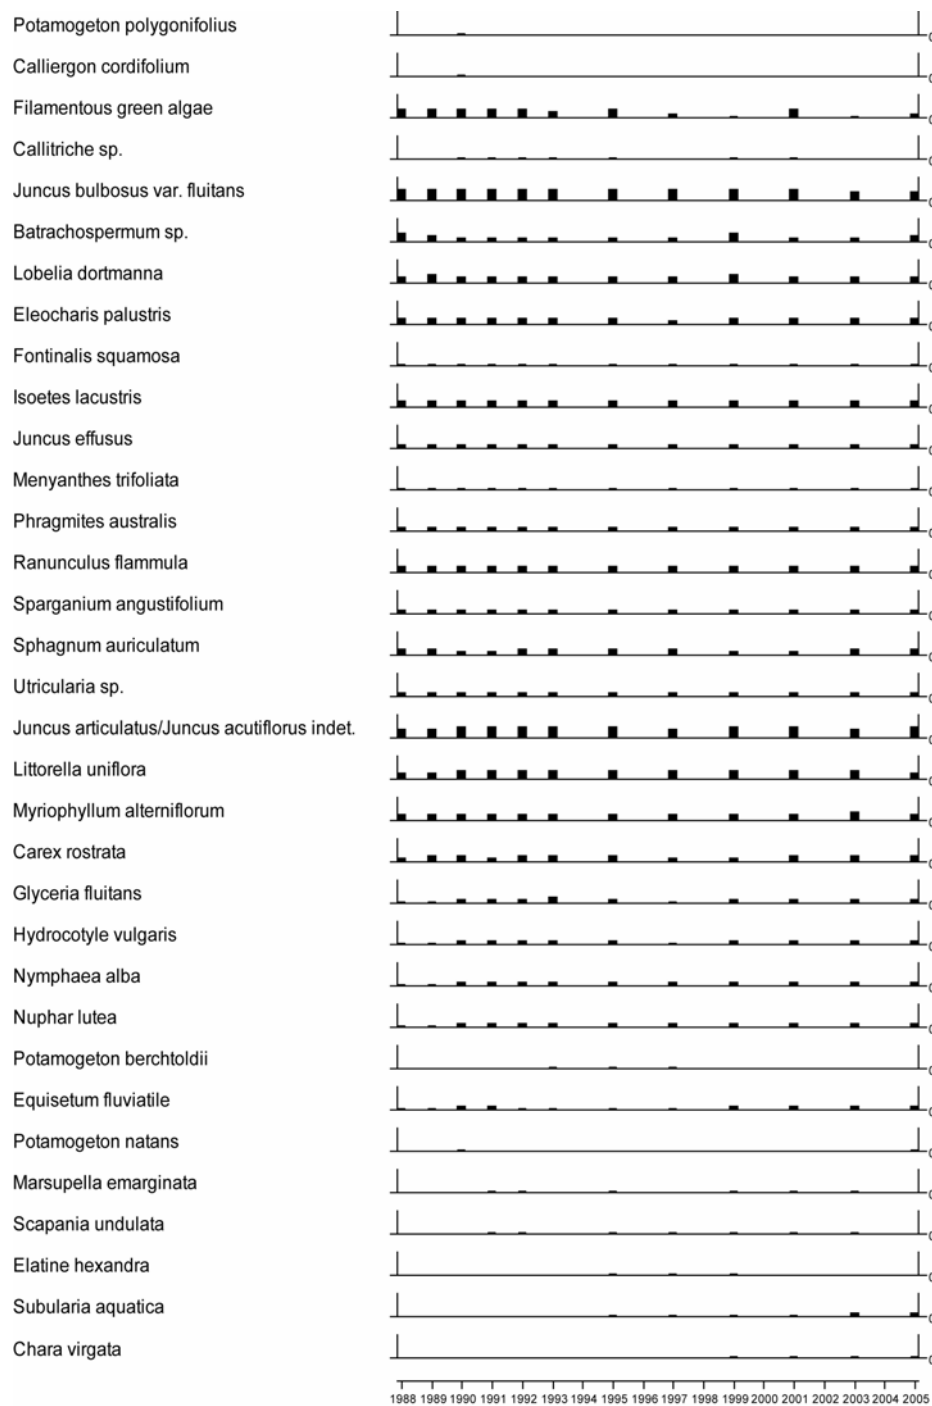 Potamogeton polygonifolius
Calliergon cordifolium
Filamentous green algae
Callitriche sp.
Juncus bulbosus var. fluitans
Batrachospermum sp.
Lobelia dortmanna
Eleocharis palustris
Fontinalis squamosa
Isoetes lacustris
Juncus effusus
Menyanthes trifoliata
Phragmites australis
Ranunculus flammula
Sparganium angustifolium
Sphagnum auriculatum
Utricularia sp.
Juncus articulatus/Juncus acutiflorus indet.
Littorella uniflora
Myriophyllum alterniflorum
Carex rostrata
Glyceria fluitans
Hydrocotyle vulgaris
Nymphaea alba
Nuphar lutea
Potamogeton berchtoldii
Equisetum fluviatile
Potamogeton natans
Marsupella emarginata
Scapania undulata
Elatine hexandra
Subularia aquatica
Chara virgata
1988 1989 1990 1991 1992 1993 1994 1995 1996 1997 1998 1999 2000 2001 2002 2003 2004 2005